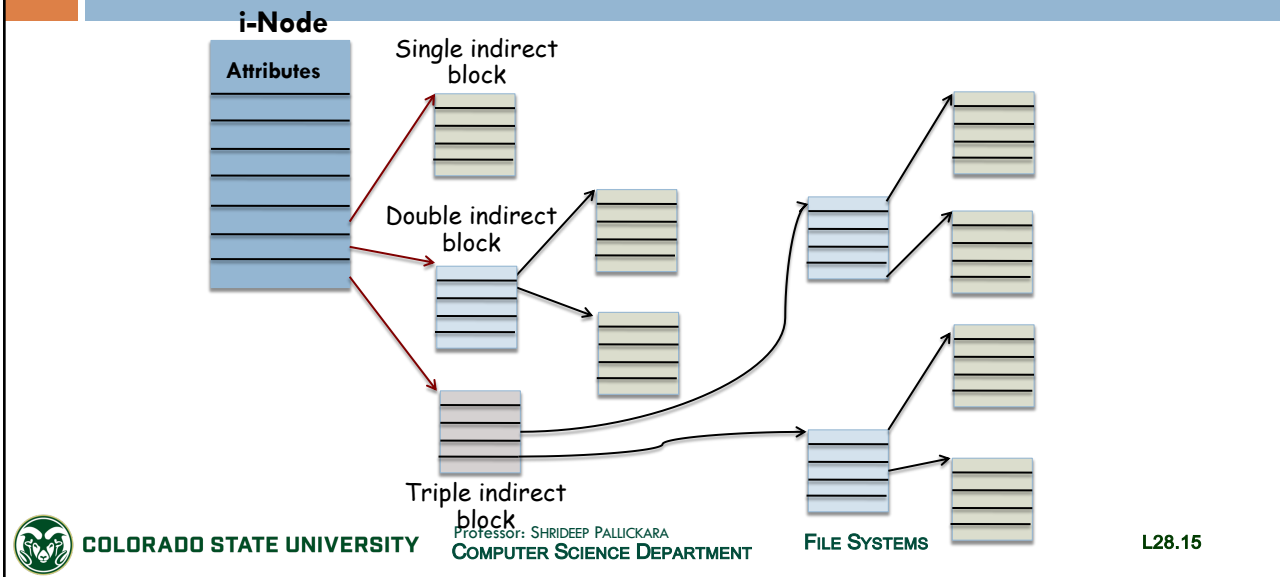 i-Node
Attributes
Single indirect
block
Double indirect
block
Triple indirect
block
COLORADO STATE UNIVERSITY
Professor: SHRIDEEP PALLICKARA
COMPUTER SCIENCE DEPARTMENT
FILE SYSTEMS
L28.15